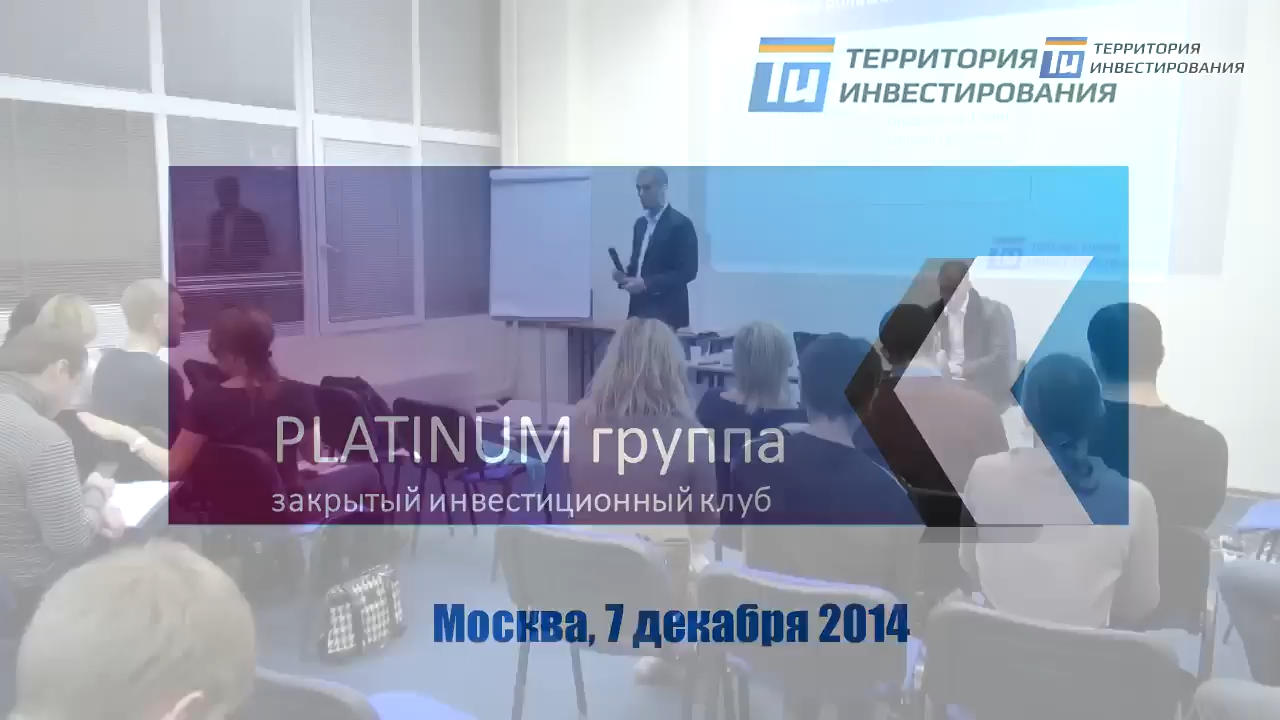 ТЕРРИТОРИЯ
ИНВЕСТИРОВАНИЯ
ТЕРРИТОРИЯ
ИНВЕСТИРОВАНИЯ
PLATINUM группа
закрытый инвестиционный клуб
Москва, 7 декабря 2014